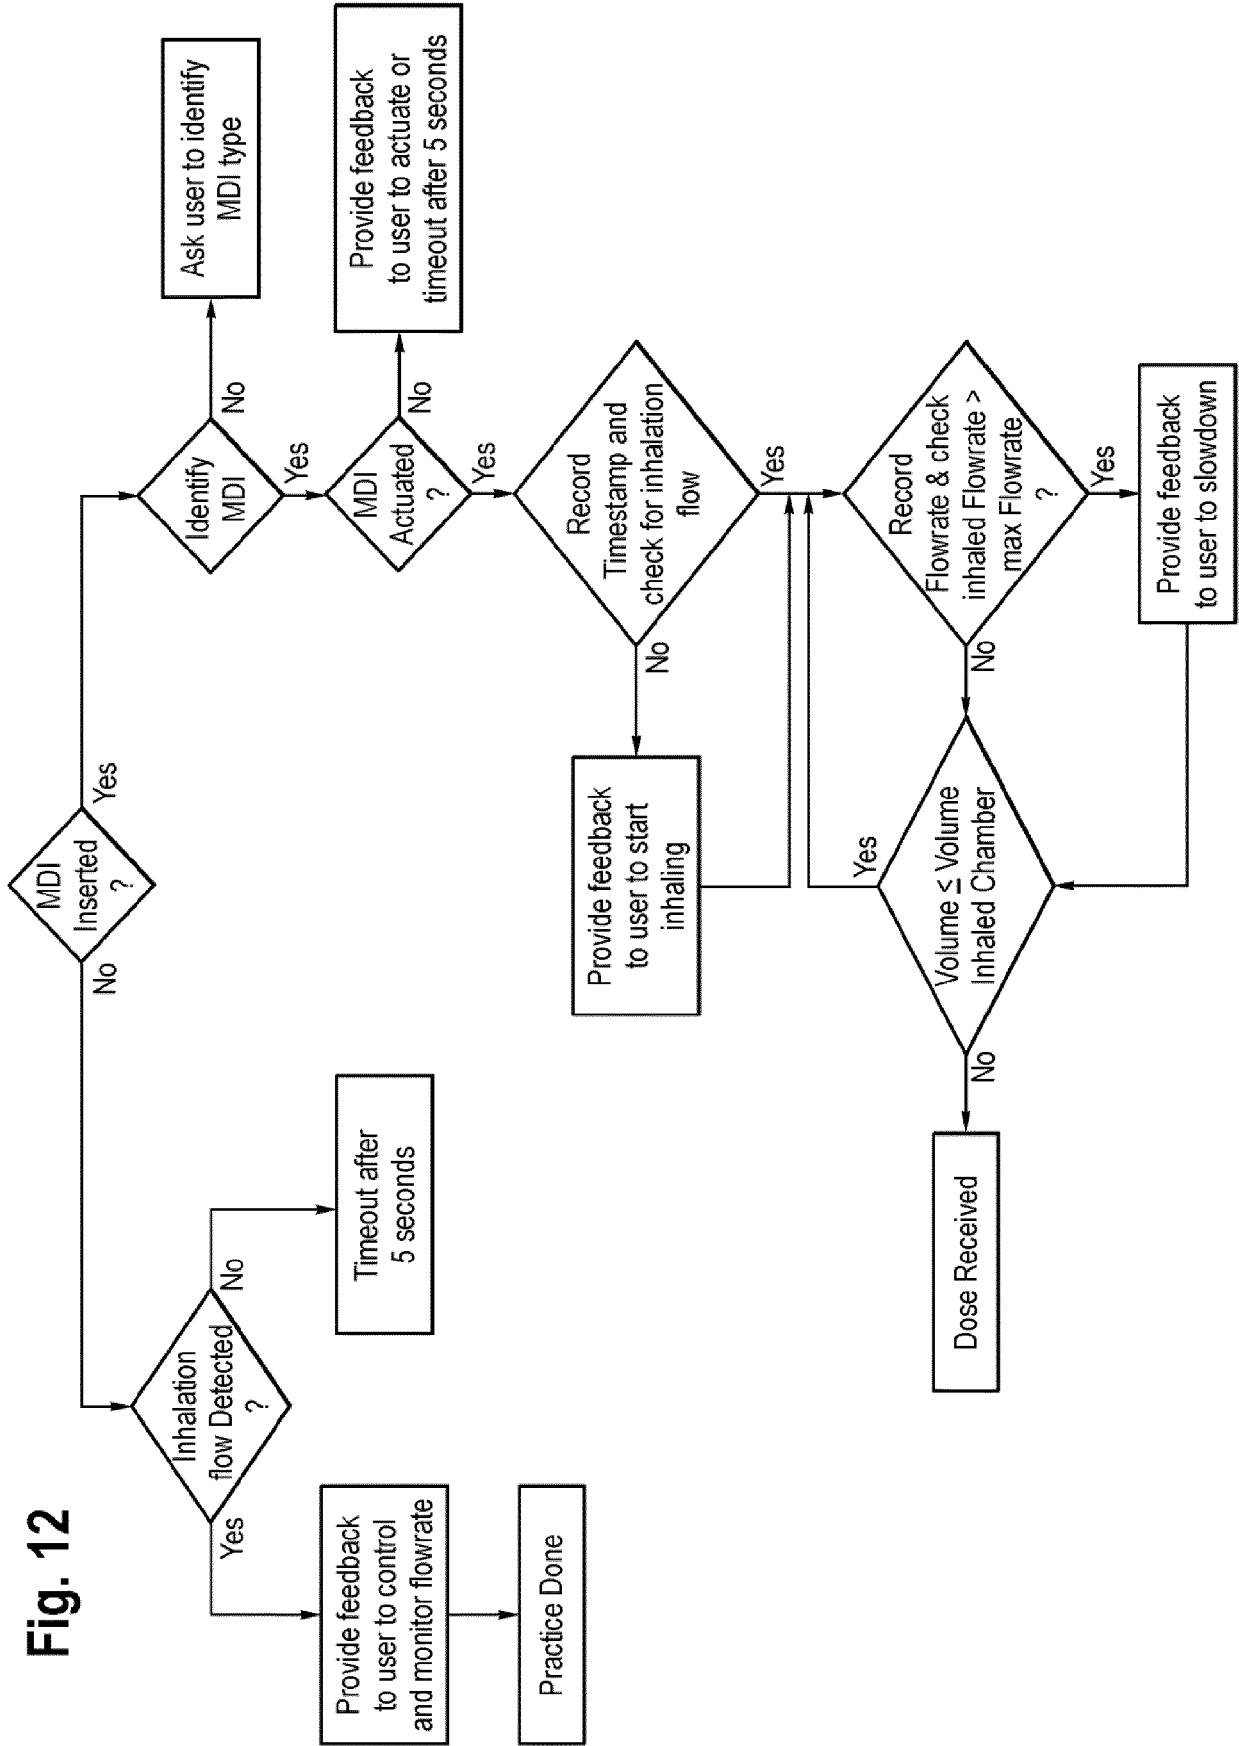 Fig. 12
MDI
Inserted
?
No
Yes
Inhalation
flow Detected
?
Yes
No
Provide feedback
to user to control
and monitor flowrate
Practice Done
Timeout after
5 seconds
Identify
MDI
No
Yes
Ask user to identify
MDI type
MDI
Actuated
?
No
Yes
Provide feedback
to user to actuate or
timeout after 5 seconds
Record
Timestamp and
check for inhalation
flow
No
Yes
Provide feedback
to user to start
inhaling
Record
Flowrate & check
inhaled Flowrate >
max Flowrate
?
No
Yes
Provide feedback
to user to slowdown
Volume ≤ Volume
Inhaled Chamber
Yes
No
Dose Received